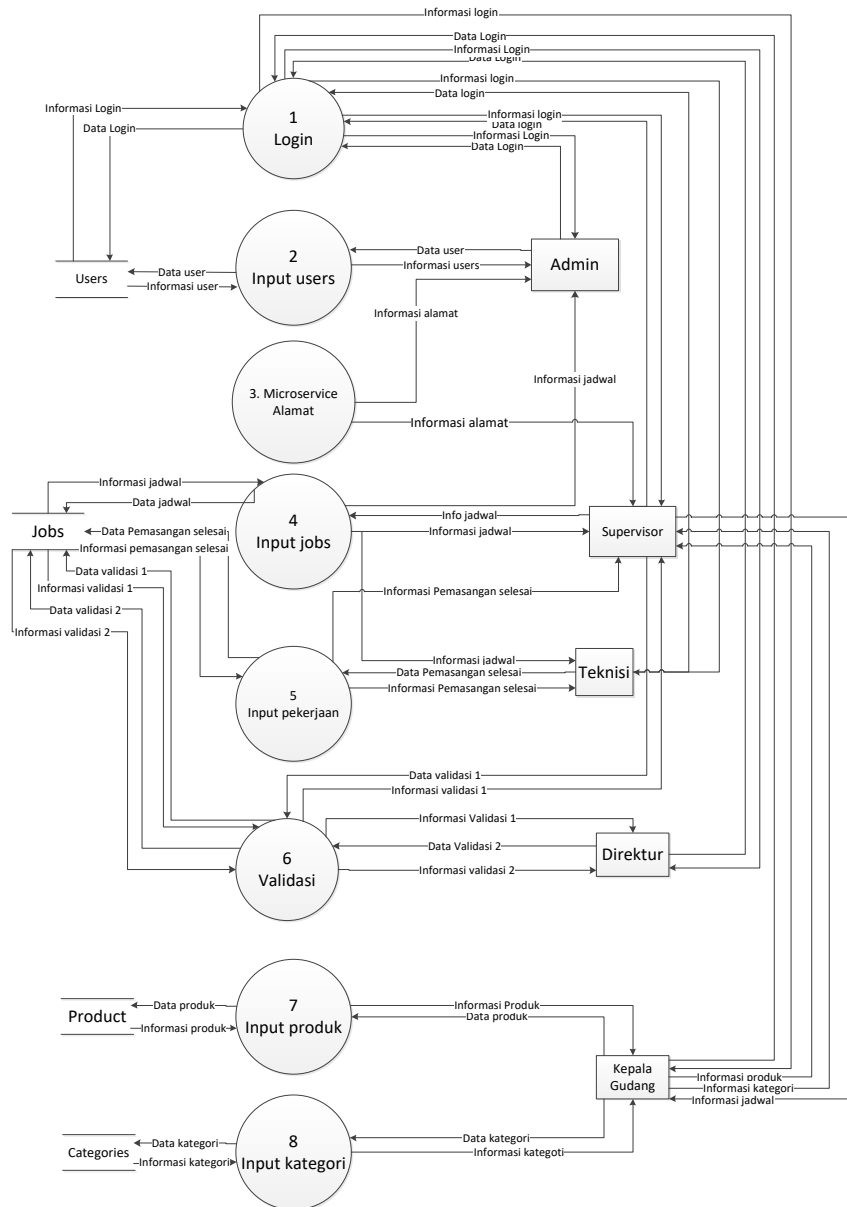 Informasi login
Data Login
Informasi Login
Data Login
Informasi login
Data login
1
Login
Informasi Login
Data Login
Informasi login
Data login
Informasi Login
Data Login
2
Input users
Data user
Informasi users
Admin
Users
Data user
Informasi user
Informasi alamat
3. Microservice
Alamat
Informasi jadwal
Informasi alamat
Informasi jadwal
Data jadwal
4
Input jobs
Info jadwal
Informasi jadwal
Supervisor
Jobs
Data Pemasangan selesai
Informasi pemasangan selesai
Data validasi 1
Informasi validasi 1
Data validasi 2
Informasi validasi 2
Informasi Pemasangan selesai
Informasi jadwal
Data Pemasangan selesai
Informasi Pemasangan selesai
Teknisi
5
Input pekerjaan
Data validasi 1
Informasi validasi 1
Informasi Validasi 1
Data Validasi 2
Informasi validasi 2
Direktur
6
Validasi
7
Input produk
Product
Data produk
Informasi produk
Informasi Produk
Data produk
Kepala
Gudang
Informasi produk
Informasi kategori
Informasi jadwal
8
Input kategori
Categories
Data kategori
Informasi kategori
Data kategori
Informasi kategoti